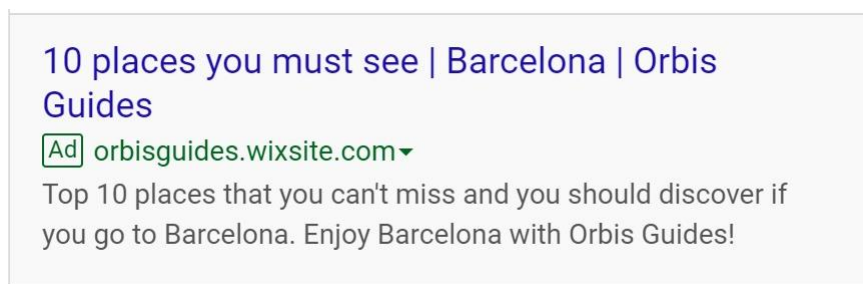 10 places you must see | Barcelona | Orbis
Guides
Ad orbisguides.wixsite.com
Top 10 places that you can't miss and you should discover if
you go to Barcelona. Enjoy Barcelona with Orbis Guides!